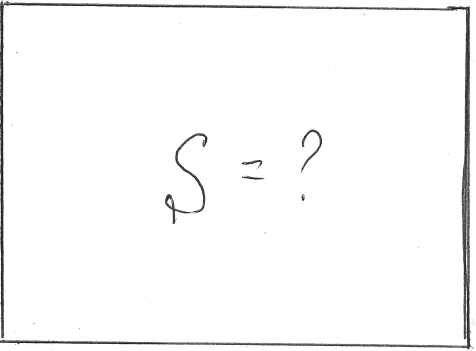 S = ?